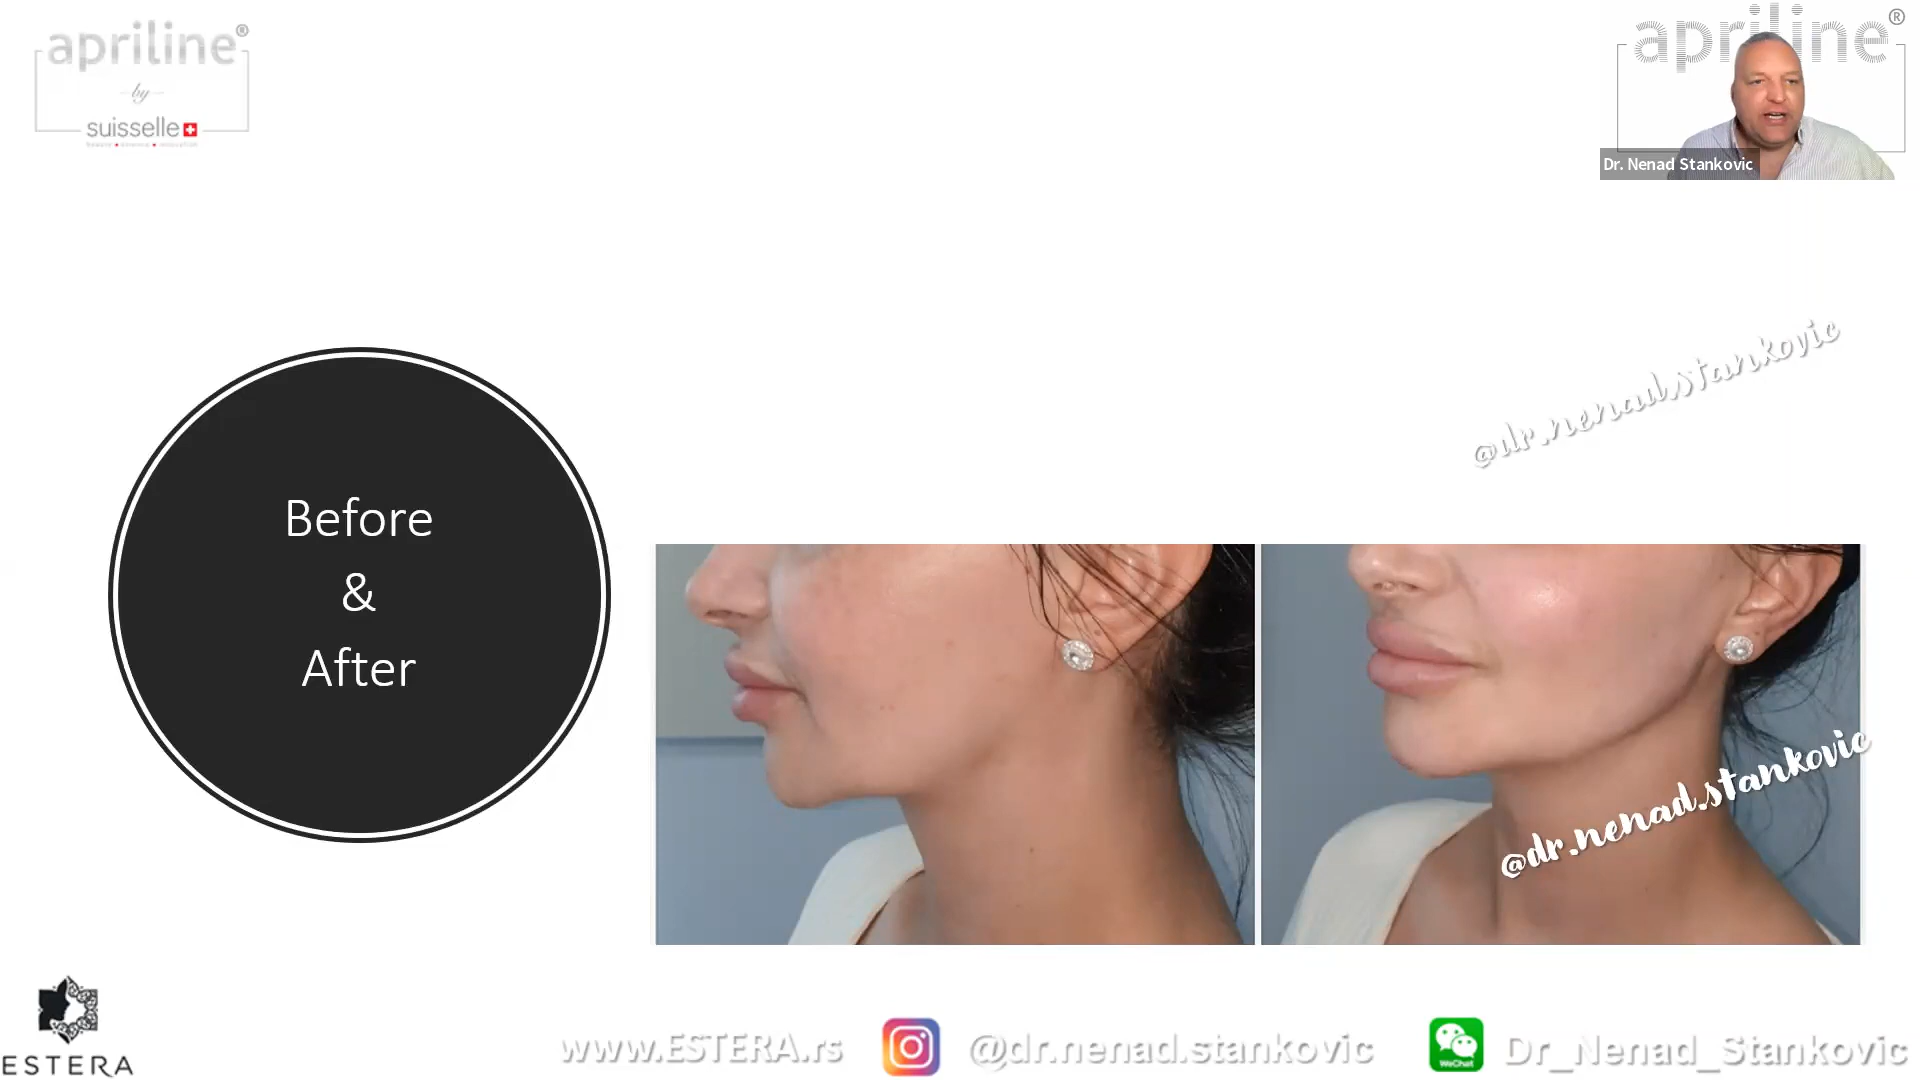 apriline®
by
suisselle
apriline®
Dr. Nenad Stankovic
@dr.nenad.stankovic
Before
&
After
@dr.nenad.stankovic
ESTERA
www.ESTERA.rs
@dr.nenad.stankovic
WeChat
Dr_Nenad_Stankovic